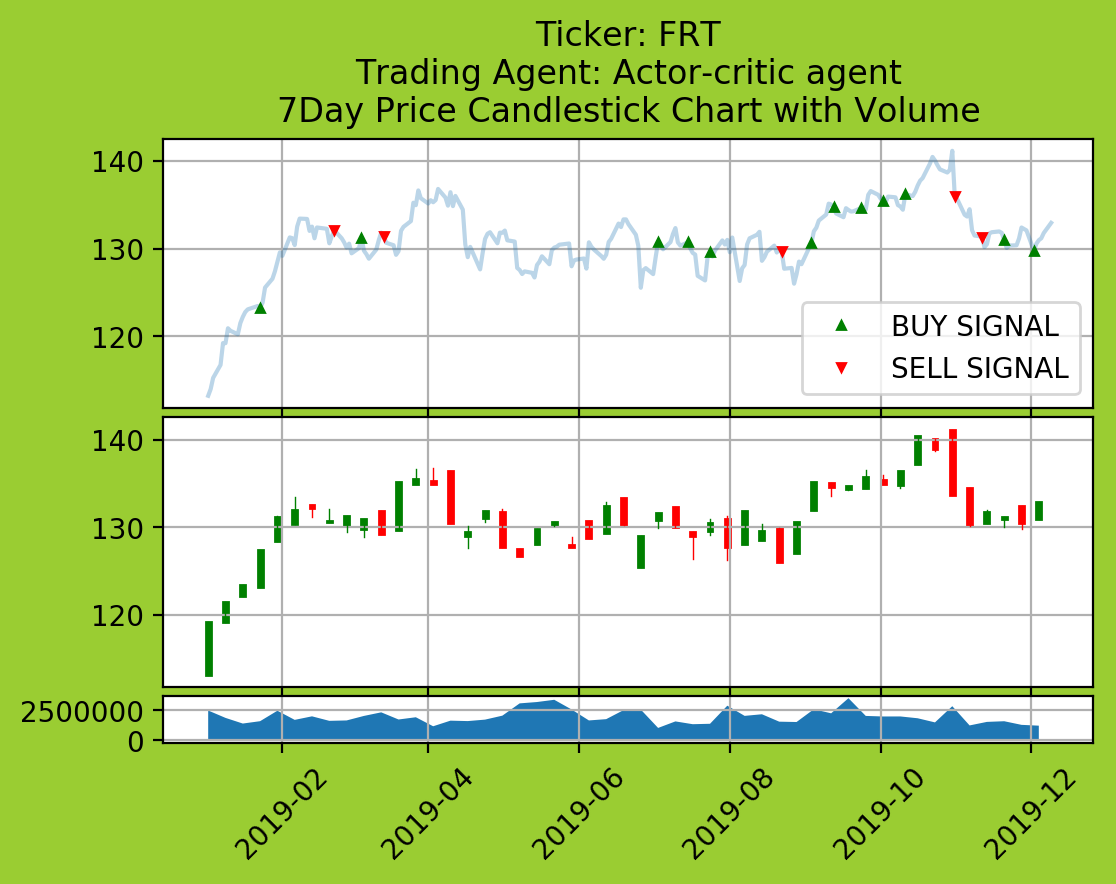 Ticker: FRT
Trading Agent: Actor-critic agent
7Day Price Candlestick Chart with Volume
140
130
120
BUY SIGNAL
SELL SIGNAL
140
130
120
2500000
0
2019-02
2019-04
2019-06
2019-08
2019-10
2019-12